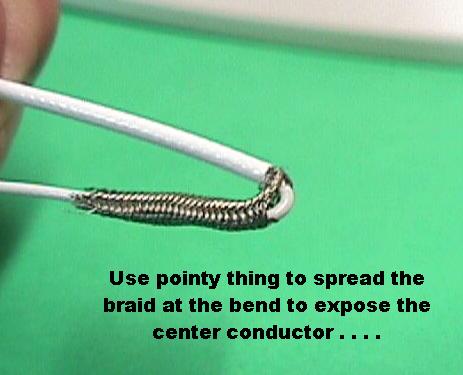 Use pointy thing to spread the
braid at the bend to expose the
center conductor . . . .